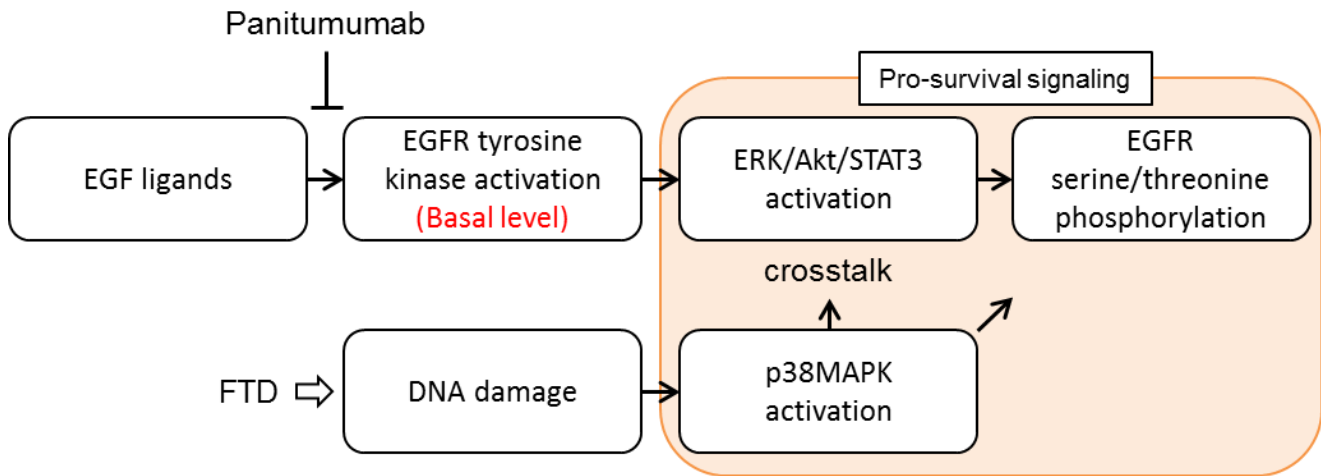 Panitumumab
Pro-survival signaling
EGF ligands
EGFR tyrosine
kinase activation
(Basal level)
ERK/Akt/STAT3
activation
EGFR
serine/threonine
phosphorylation
crosstalk
FTD
DNA damage
p38MAPK
activation